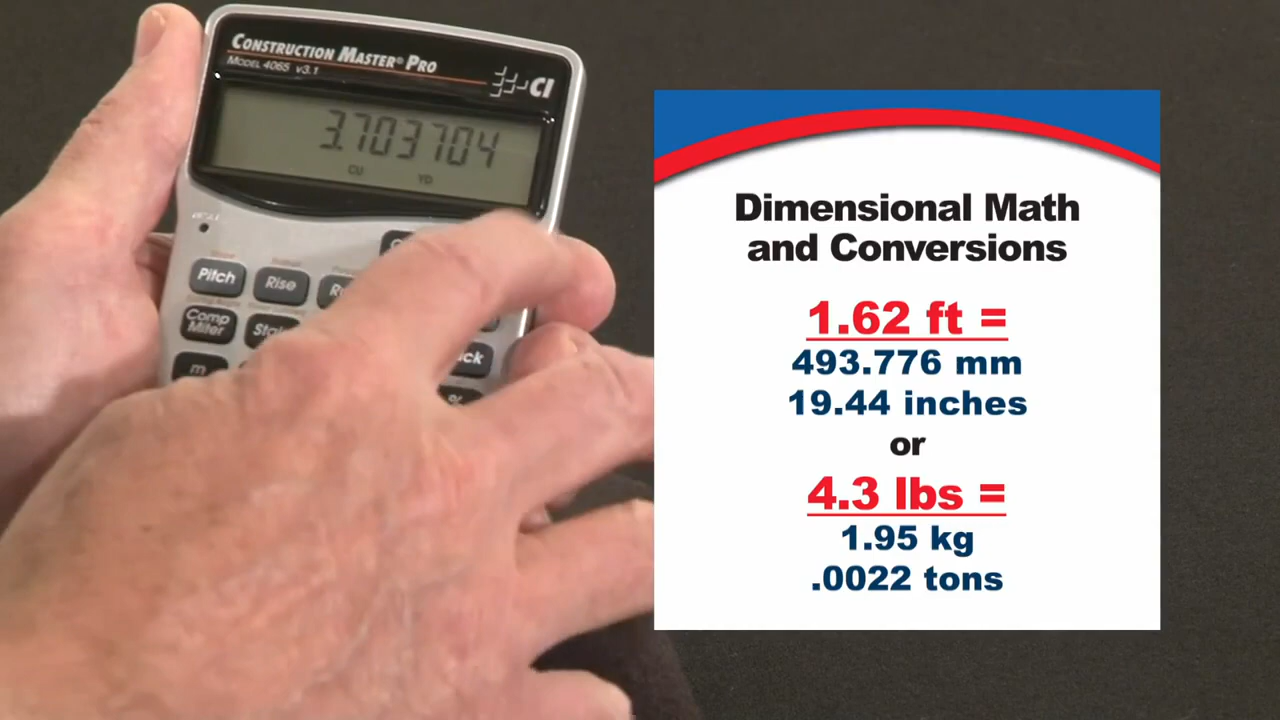 CONSTRUCTION MASTER® PRO
MODEL 4065 v3.1
CI
3.703704
CU YD
Pitch
Rise
Comp
Miter
m
%
Dimensional Math
and Conversions
1.62 ft =
493.776 mm
19.44 inches
or
4.3 lbs =
1.95 kg
.0022 tons